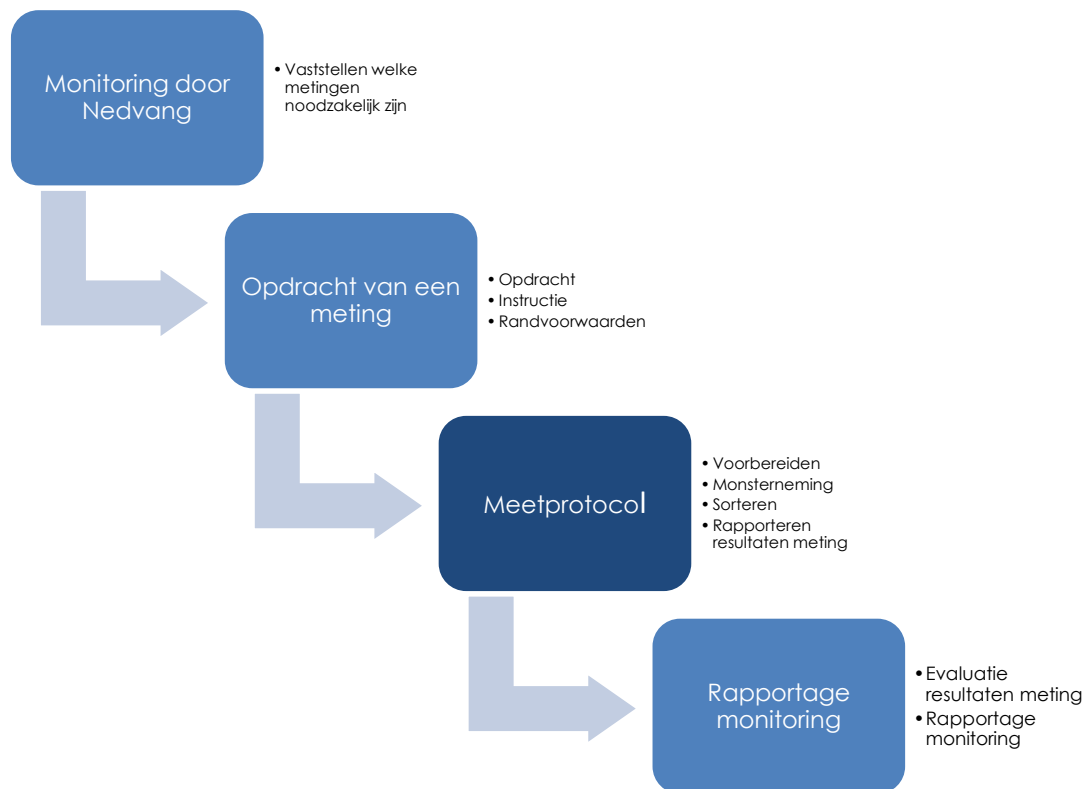 Monitoring door
Nedvang
• Vaststellen welke
metingen
noodzakelijk zijn
Opdracht van een
meting
• Opdracht
• Instructie
• Randvoorwaarden
Meetprotocol
• Voorbereiden
• Monsterneming
• Sorteren
• Rapporteren
resultaten meting
Rapportage
monitoring
• Evaluatie
resultaten meting
• Rapportage
monitoring